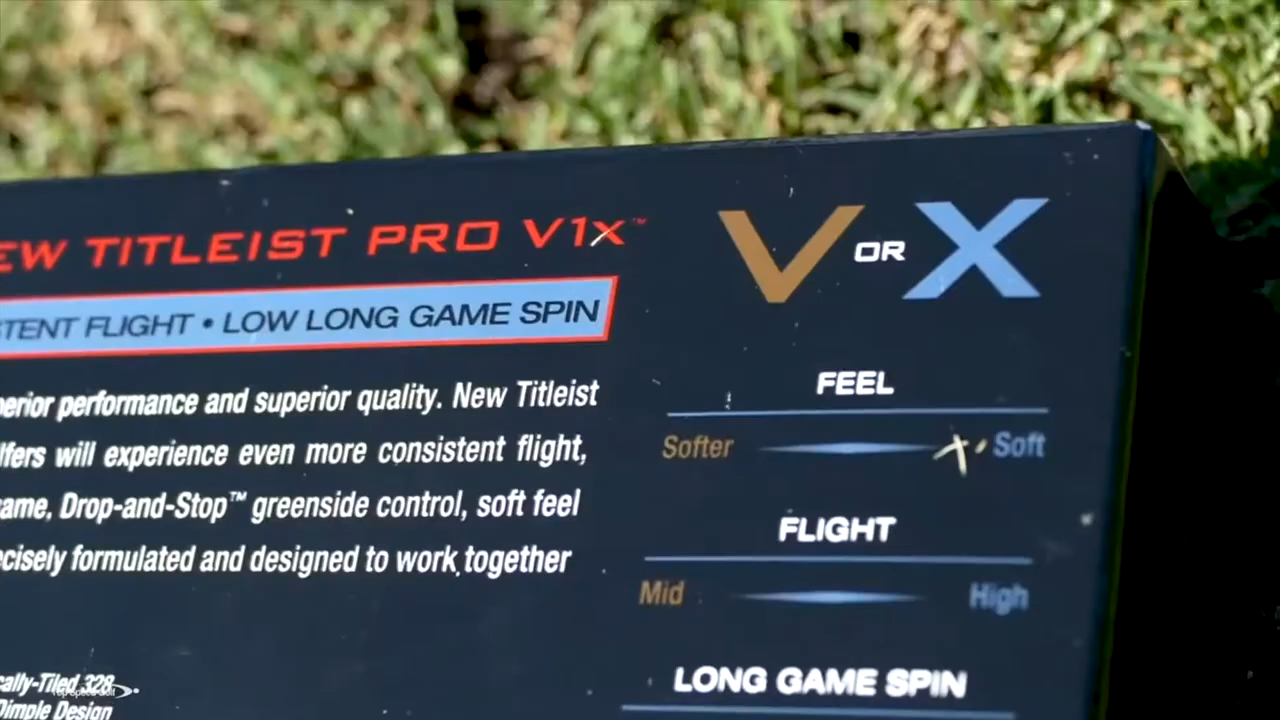 EW TITLEIST PRO V1x™
TENT FLIGHT • LOW LONG GAME SPIN
perior performance and superior quality. New Titleist
lfers will experience even more consistent flight,
ame, Drop-and-Stop™ greenside control, soft feel
cisely formulated and designed to work together
cally-Tiled 328
Dimple Design
V OR X
FEEL
Softer Soft
FLIGHT
Mid High
LONG GAME SPIN